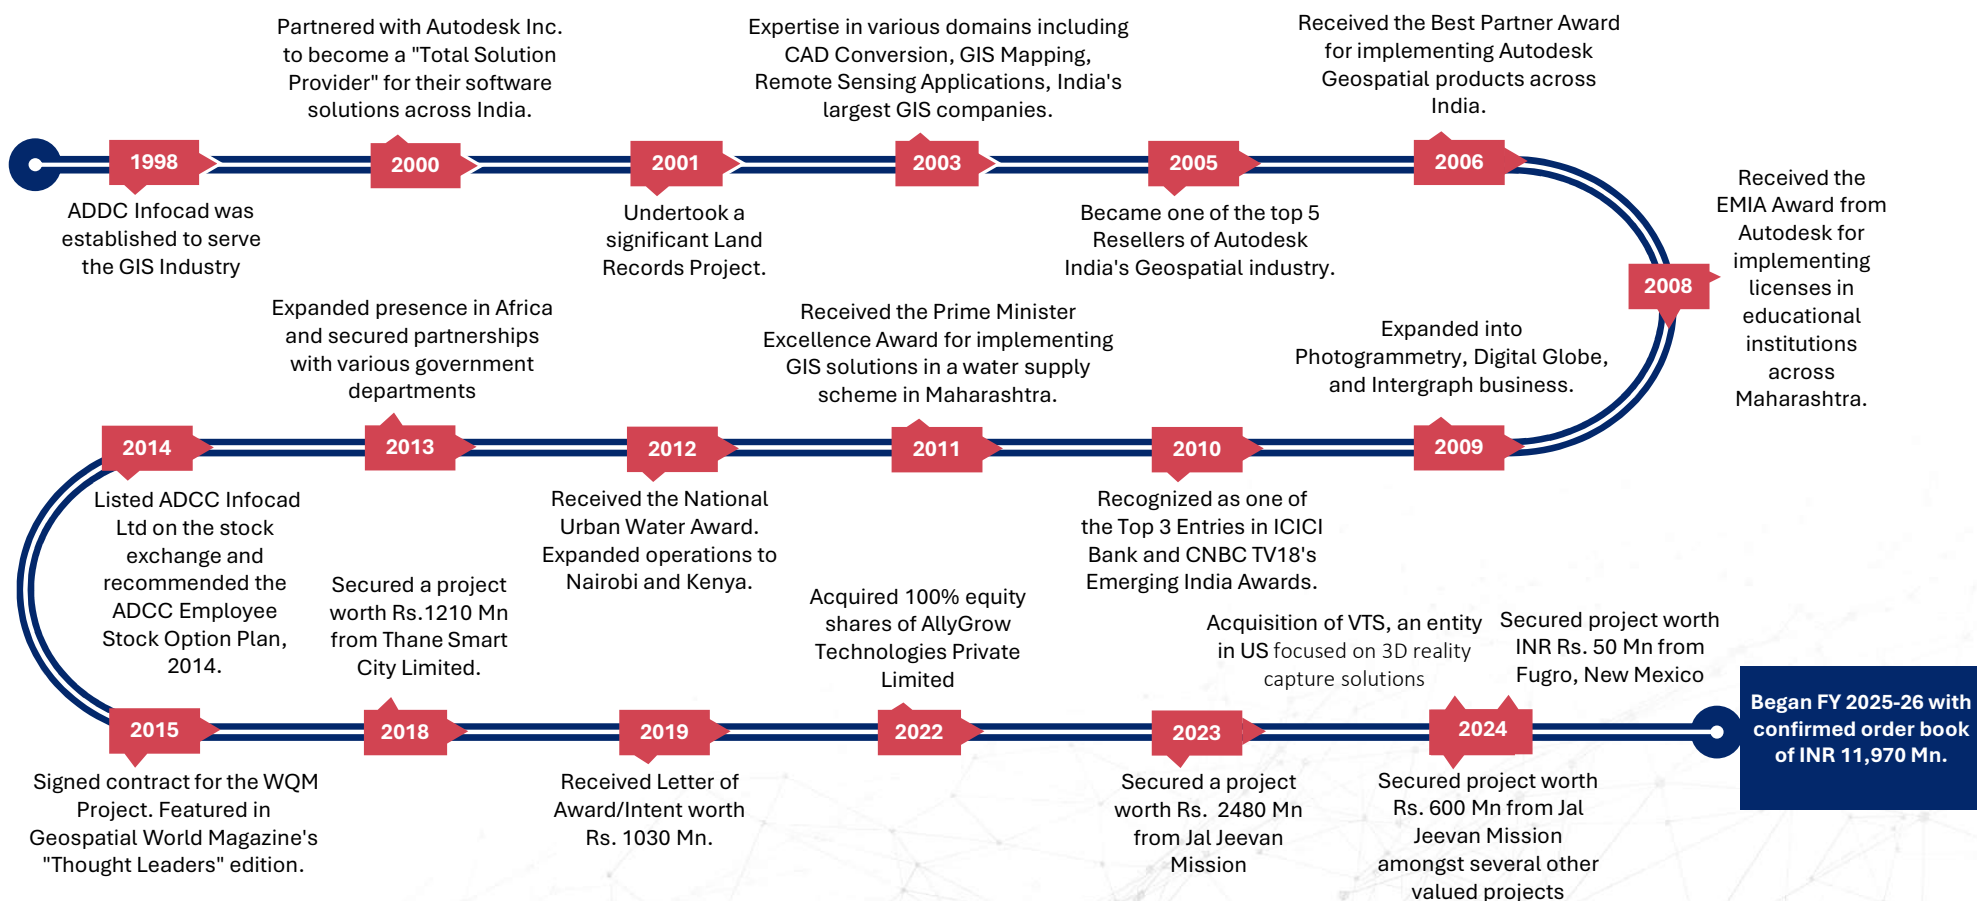 1998
ADDC Infocad was
established to serve
the GIS Industry
Partnered with Autodesk Inc.
to become a "Total Solution
Provider" for their software
solutions across India.
2000
2001
Undertook a
significant Land
Records Project.
Expertise in various domains including
CAD Conversion, GIS Mapping,
Remote Sensing Applications, India's
largest GIS companies.
2003
2005
Became one of the top 5
Resellers of Autodesk
India's Geospatial industry.
Received the Best Partner Award
for implementing Autodesk
Geospatial products across
India.
2006
2008
Received the
EMIA Award from
Autodesk for
implementing
licenses in
educational
institutions
across
Maharashtra.
Expanded into
Photogrammetry, Digital Globe,
and Intergraph business.
2009
2010
Recognized as one of
the Top 3 Entries in ICICI
Bank and CNBC TV18's
Emerging India Awards.
Received the Prime Minister
Excellence Award for implementing
GIS solutions in a water supply
scheme in Maharashtra.
2011
2012
Received the National
Urban Water Award.
Expanded operations to
Nairobi and Kenya.
Expanded presence in Africa
and secured partnerships
with various government
departments
2013
2014
Listed ADCC Infocad
Ltd on the stock
exchange and
recommended the
ADCC Employee
Stock Option Plan,
2014.
2015
Signed contract for the WQM
Project. Featured in
Geospatial World Magazine's
"Thought Leaders" edition.
Secured a project
worth Rs.1210 Mn
from Thane Smart
City Limited.
2018
2019
Received Letter of
Award/Intent worth
Rs. 1030 Mn.
Acquired 100% equity
shares of AllyGrow
Technologies Private
Limited
2022
2023
Secured a project
worth Rs. 2480 Mn
from Jal Jeevan
Mission
Acquisition of VTS, an entity
in US focused on 3D reality
capture solutions
Secured project worth
INR Rs. 50 Mn from
Fugro, New Mexico
2024
Secured project worth
Rs. 600 Mn from Jal
Jeevan Mission
amongst several other
valued projects
Began FY 2025-26 with
confirmed order book
of INR 11,970 Mn.